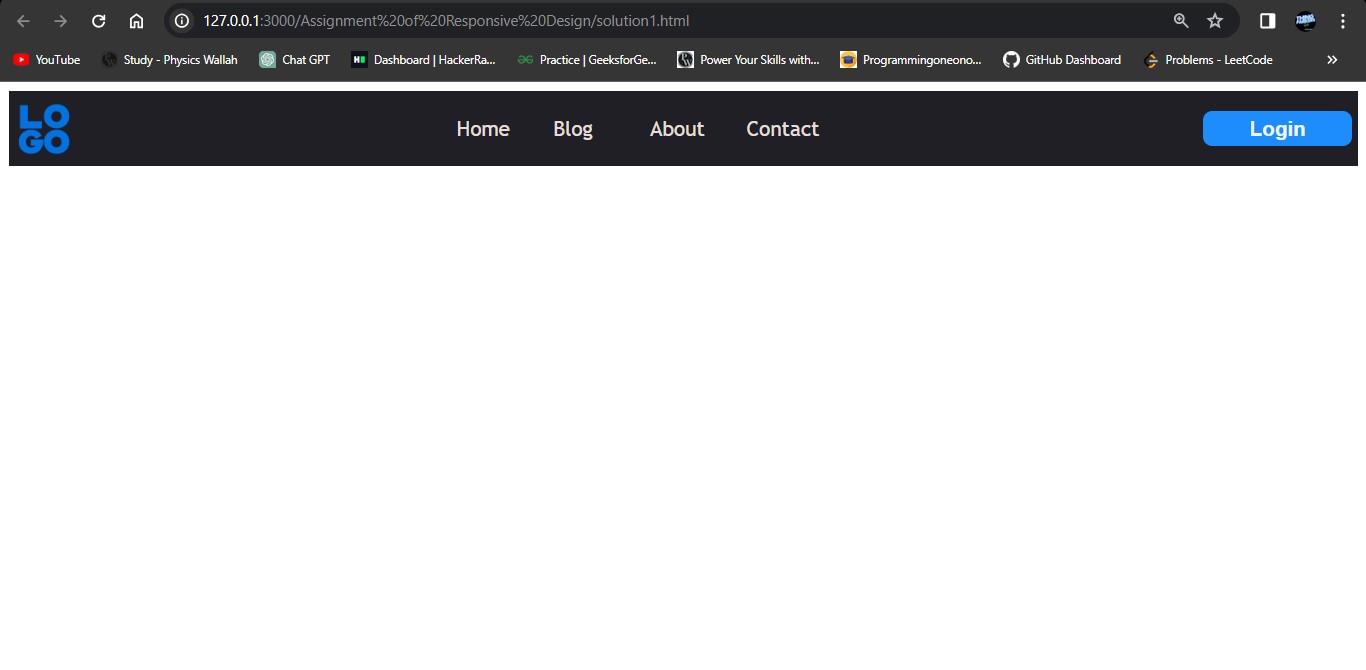 127.0.0.1:3000/Assignment%20of%20Responsive%20Design/solution1.html
YouTube Study - Physics Wallah Chat GPT Dashboard | HackerRa... Practice | GeeksforGe... Power Your Skills with... Programmingoneono... GitHub Dashboard Problems - LeetCode
LO
GO
Home Blog About Contact Login